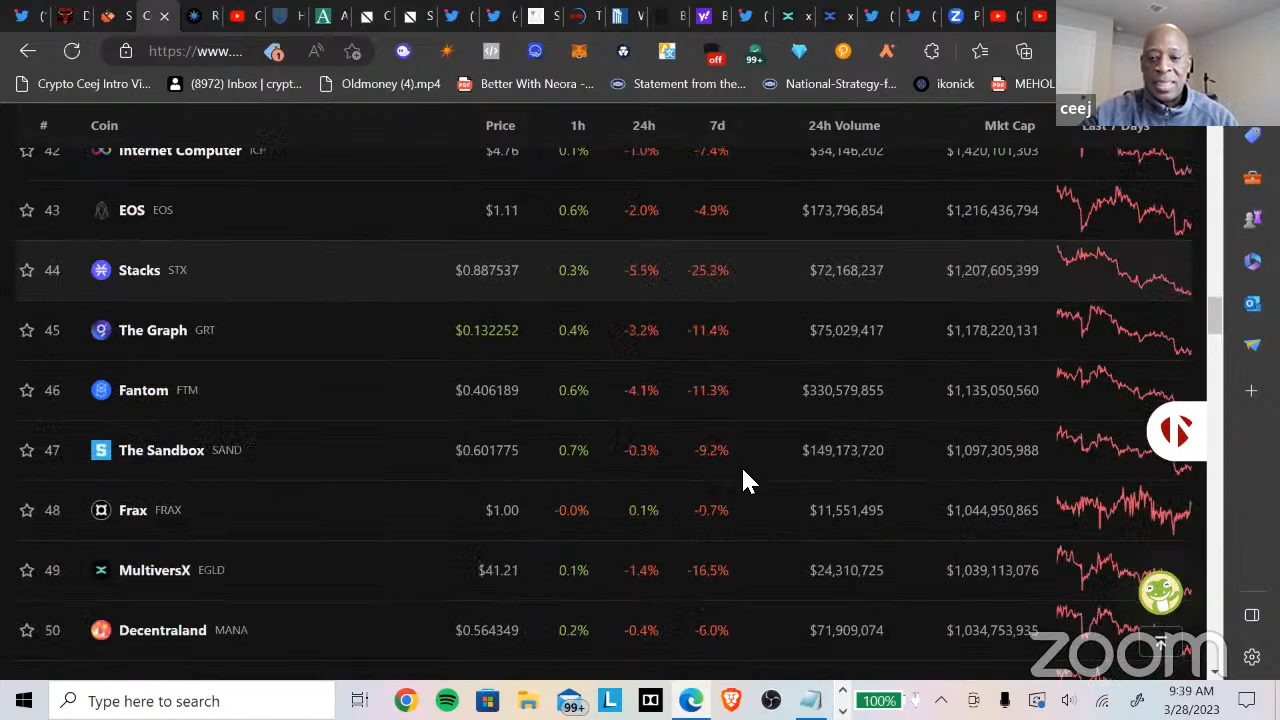 https://www....
off
99+
Crypto Ceej Intro Vi...
(8972) Inbox | crypt...
Oldmoney (4).mp4
Retter With Neora -...
Statement from the...
National-Strategy-f...
ikonick
MEHOL
ceej
# Coin Price 1h 24h 7d 24h Volume Mkt Cap Last 7 Days
42 Internet Computer ICP $4.76 0.1% -1.0% -7.4% $34,146,202 $1,420,101,303
43 EOS EOS $1.11 0.6% -2.0% -4.9% $173,796,854 $1,216,436,794
44 Stacks STX $0.887537 0.3% -5.5% -25.3% $72,168,237 $1,207,605,399
45 The Graph GRT $0.132252 0.4% -3.2% -11.4% $75,029,417 $1,178,220,131
46 Fantom FTM $0.406189 0.6% -4.1% -11.3% $330,579,855 $1,135,050,560
47 The Sandbox SAND $0.601775 0.7% -0.3% -9.2% $149,173,720 $1,097,305,988
48 Frax FRAX $1.00 -0.0% 0.1% -0.7% $11,551,495 $1,044,950,865
49 MultiversX EGLD $41.21 0.1% -1.4% -16.5% $24,310,725 $1,039,113,076
50 Decentraland MANA $0.564349 0.2% -0.4% -6.0% $71,909,074 $1,034,753,935
zoom
Type here to search
99+
100%
9:39 AM
3/28/2023